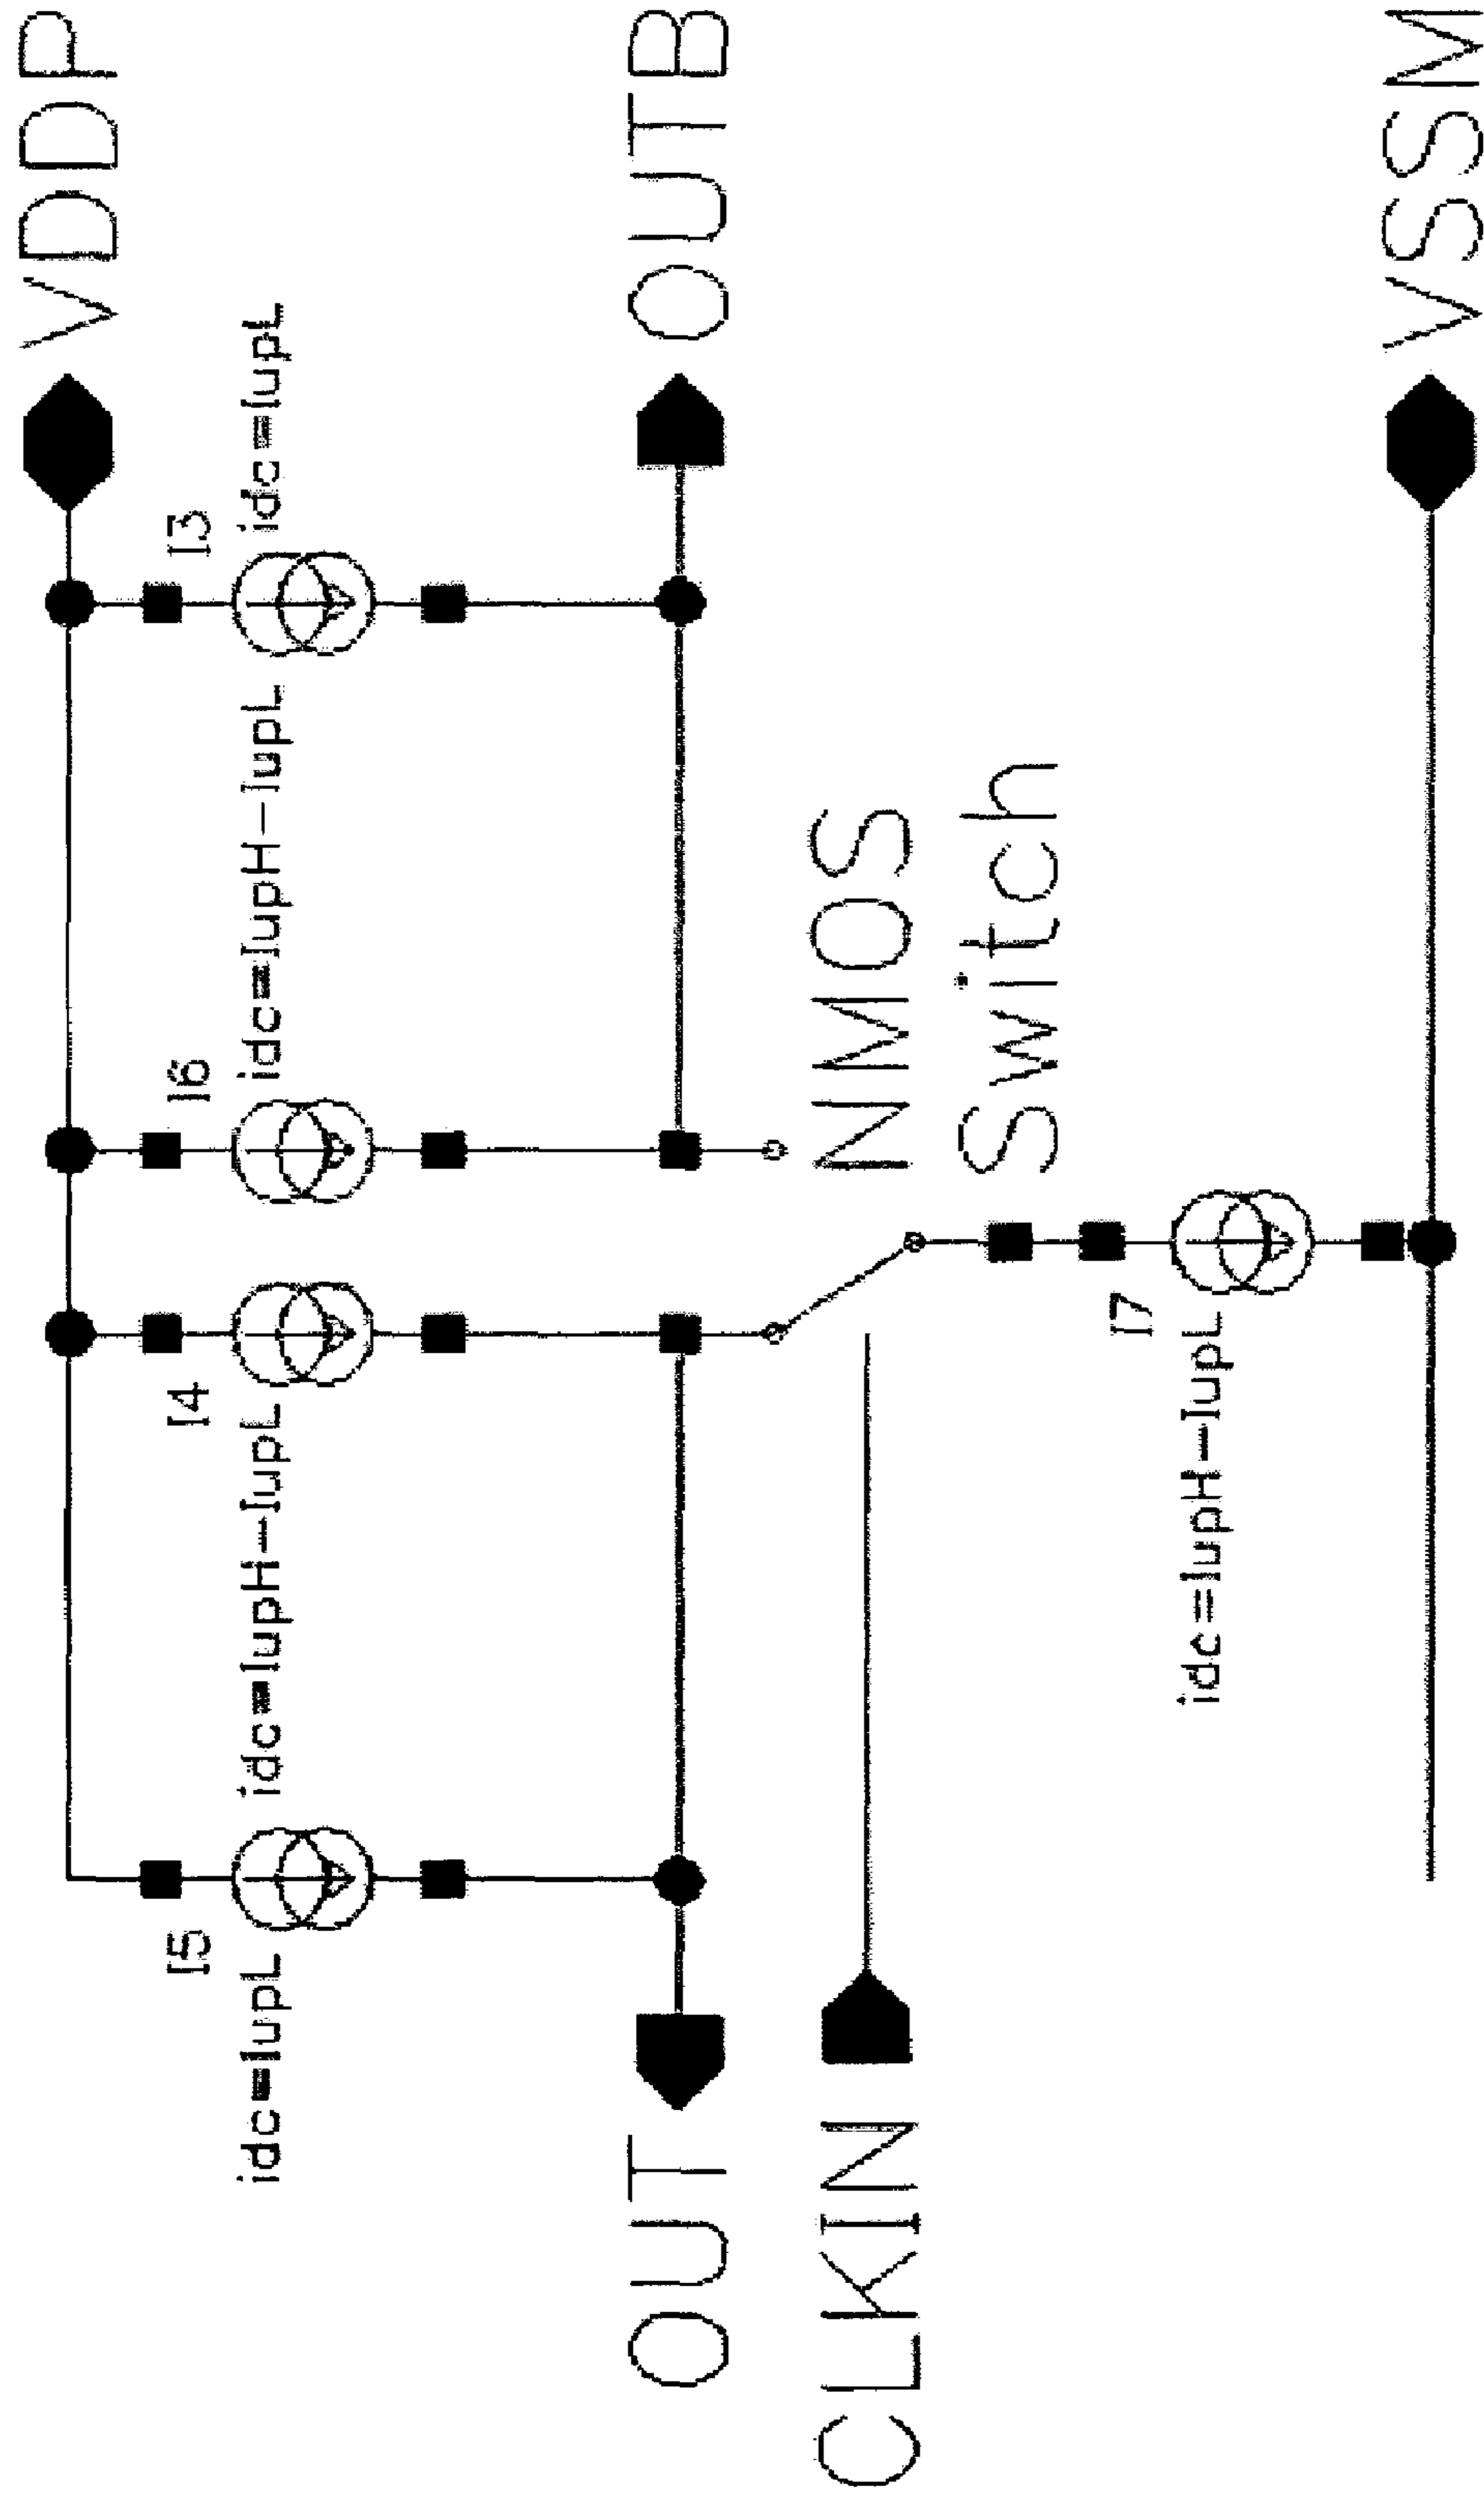 VDDP
I5
idc=IupL
I4
idc=IupH-IupL
I6
idc=IupH-IupL
I3
idc=IupL
OUT
OUTB
CLKIN
NMOS
Switch
I7
idc=IupH-IupL
VSSM